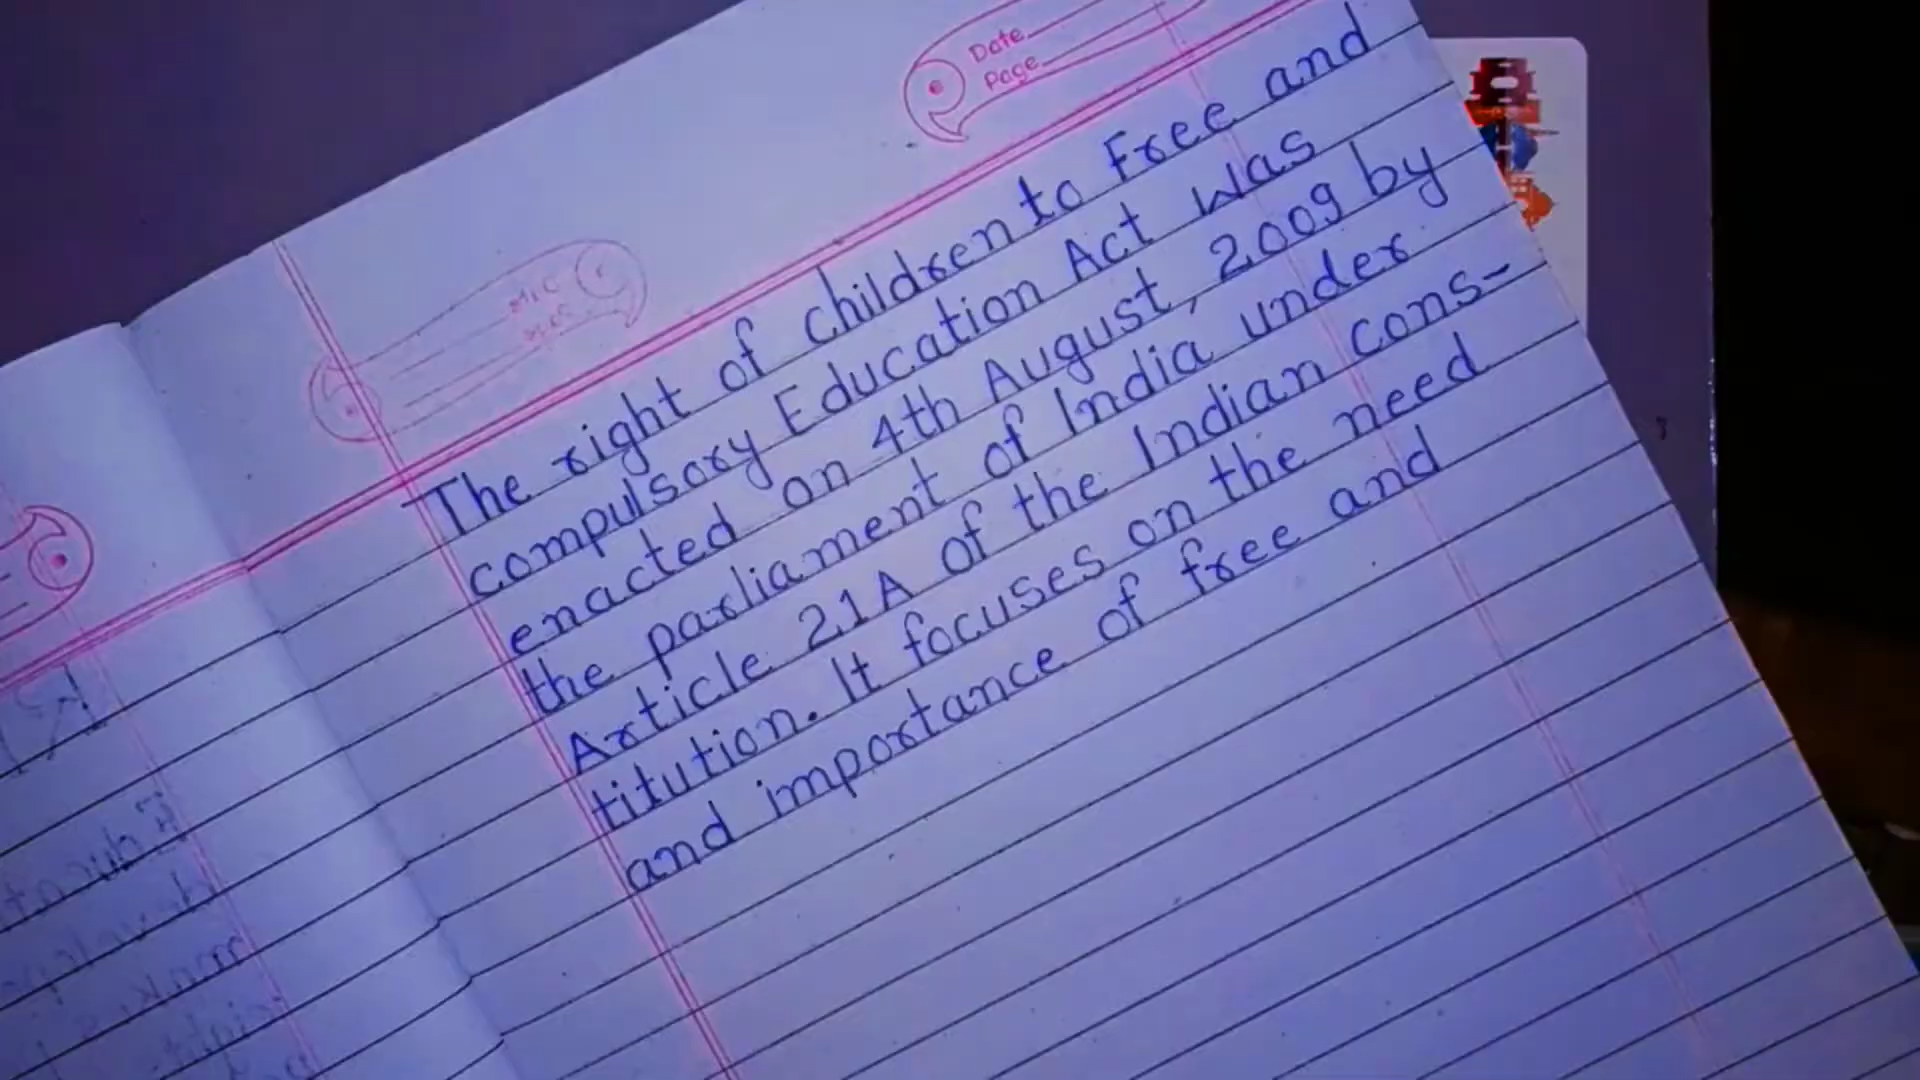 Date
Page
The right of children to Free and
compulsory Education Act was
enacted on 4th August, 2009 by
the parliament of India under
Article 21A of the Indian cons-
titution. It focuses on the need
and importance of free and